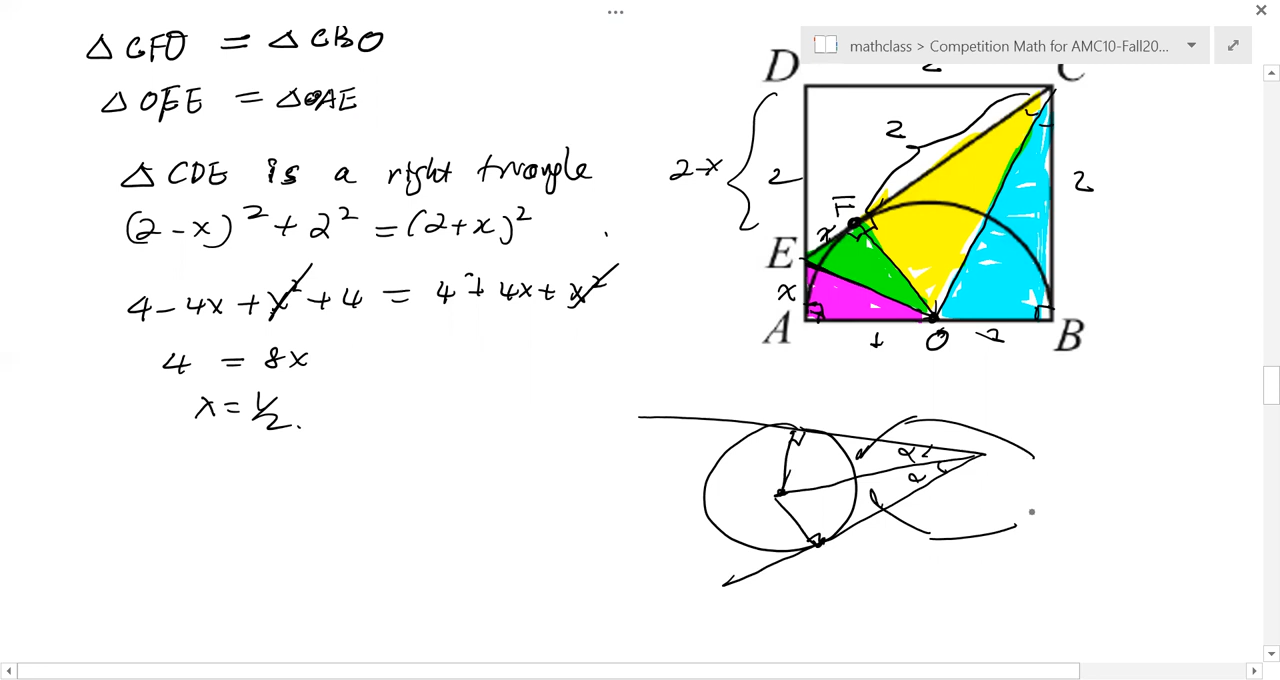 △CFO = △CBO
△OFE = △OAE
△CDE is a right triangle
(2-x)² + 2² = (2+x)²
4 - 4x + x² + 4 = 4 + 4x + x²
4 = 8x
x = 1/2.
mathclass > Competition Math for AMC10-Fall20...
D
C
2
2-x
2
2
F
x
E
x
A
1
O
B
α
α